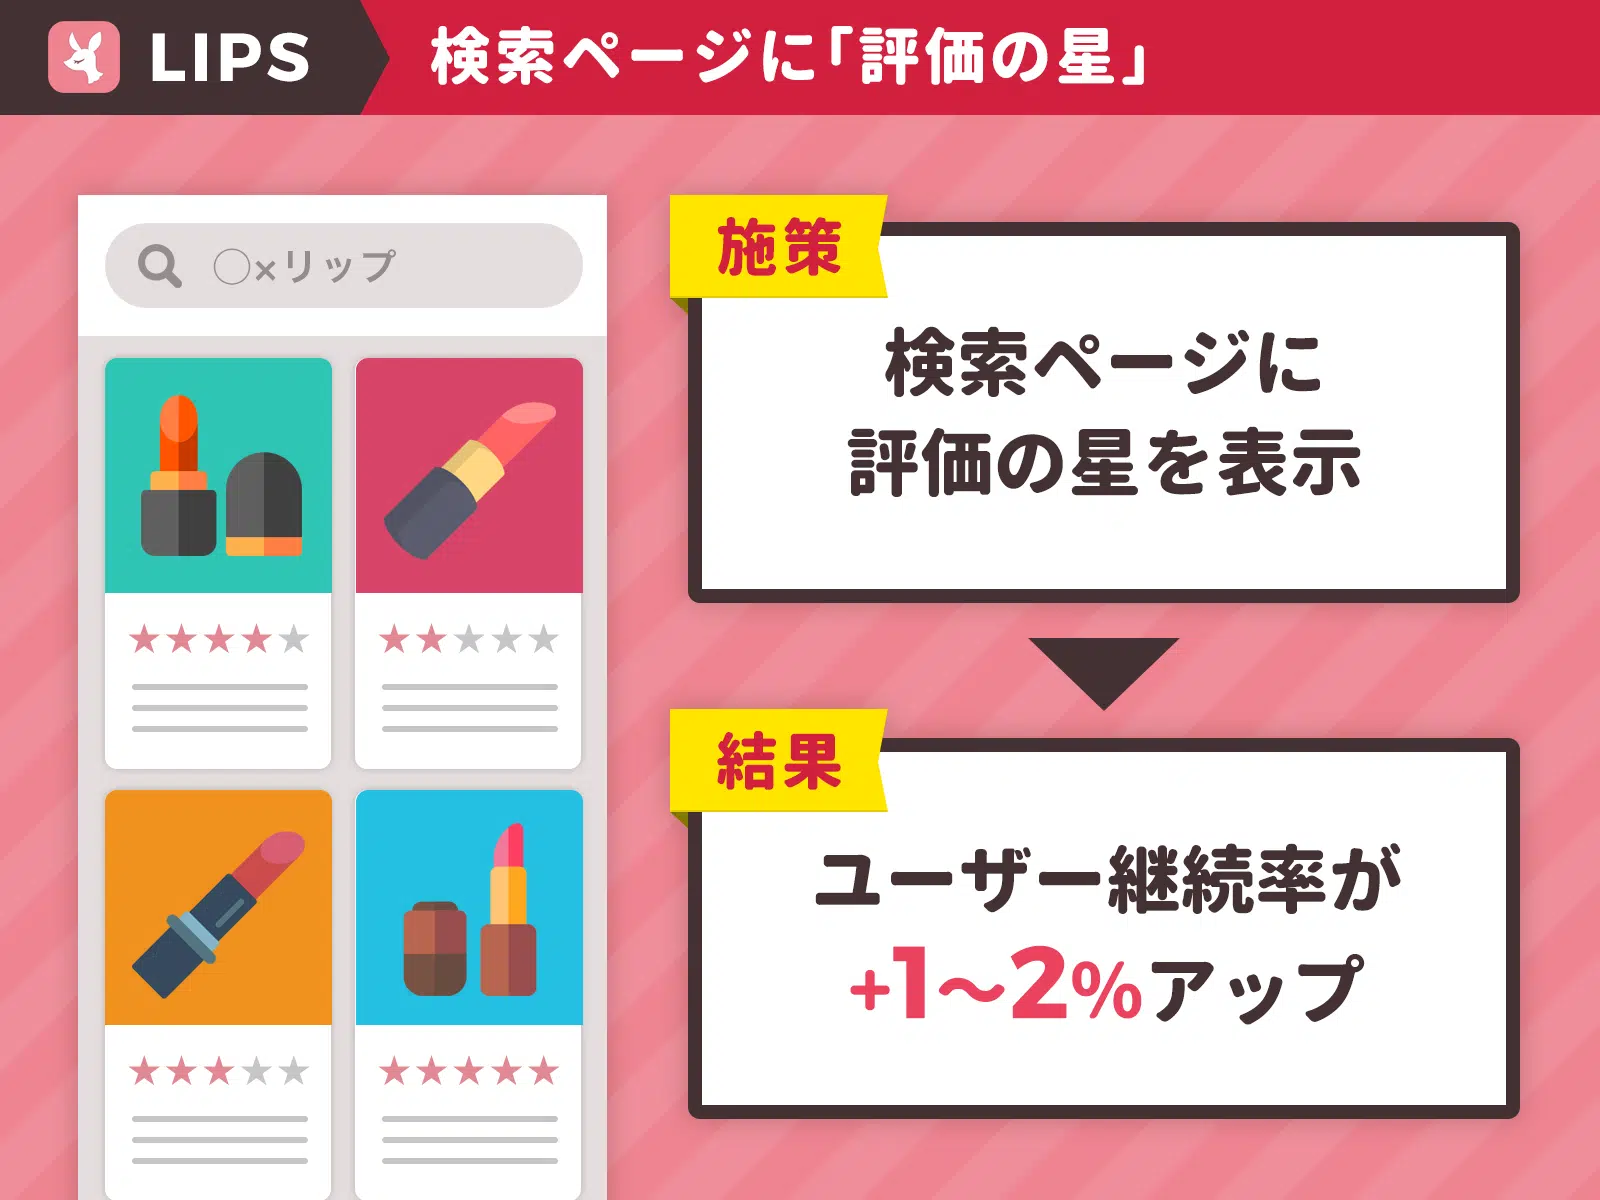 LIPS
検索ページに「評価の星」
○×リップ
施策
検索ページに
評価の星を表示
結果
ユーザー継続率が
+1〜2%アップ